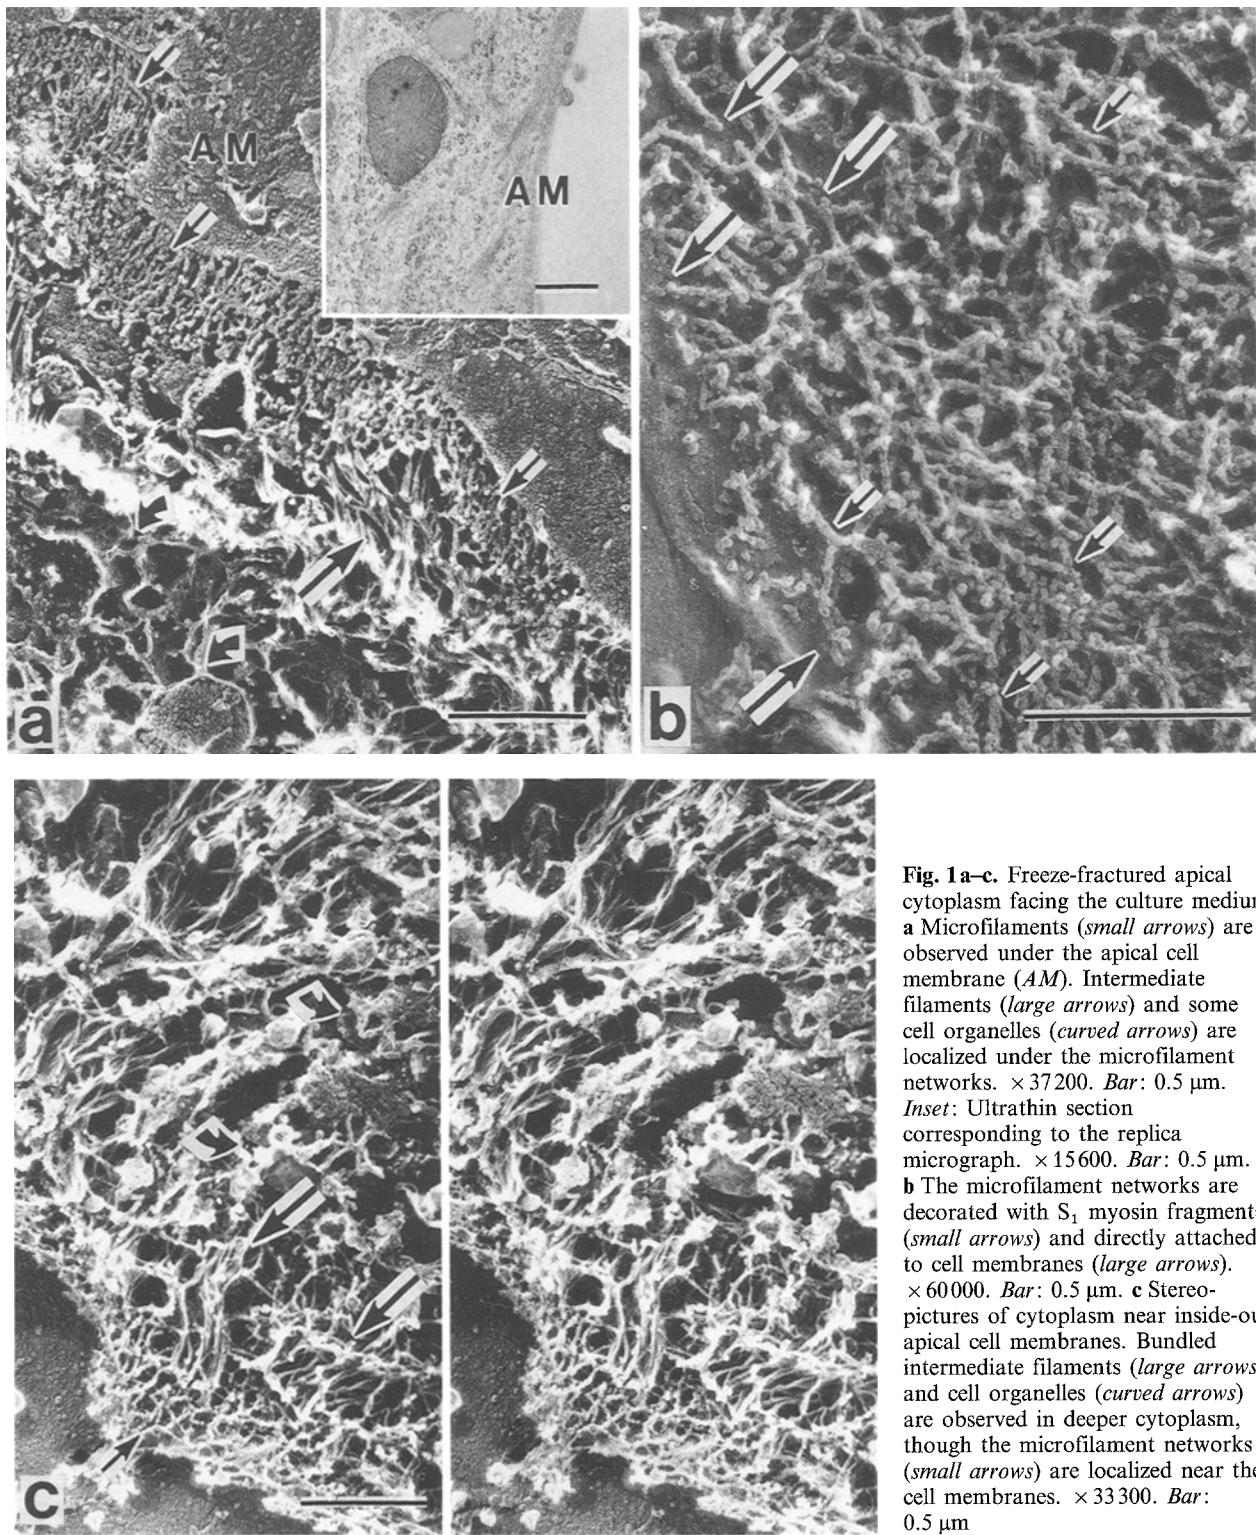 AM
AM
a
b
c
Fig. 1 a–c. Freeze-fractured apical
cytoplasm facing the culture
a Microfilaments (small arrows) are
observed under the apical cell
membrane (AM). Intermediate
filaments (large arrows) and some
cell organelles (curved arrows) are
localized under the microfilament
networks. × 37200. Bar: 0.5 µm.
Inset: Ultrathin section
corresponding to the replica
micrograph. × 15600. Bar: 0.5 µm.
b The microfilament networks are
decorated with S₁ myosin fragment
(small arrows) and directly attached
to cell membranes (large arrows).
× 60000. Bar: 0.5 µm. c Stereo-
pictures of cytoplasm near
apical cell membranes. Bundled
intermediate filaments (large arrows
and cell organelles (curved arrows)
are observed in deeper cytoplasm,
though the microfilament networks
(small arrows) are localized near the
cell membranes. × 33300. Bar:
0.5 µm